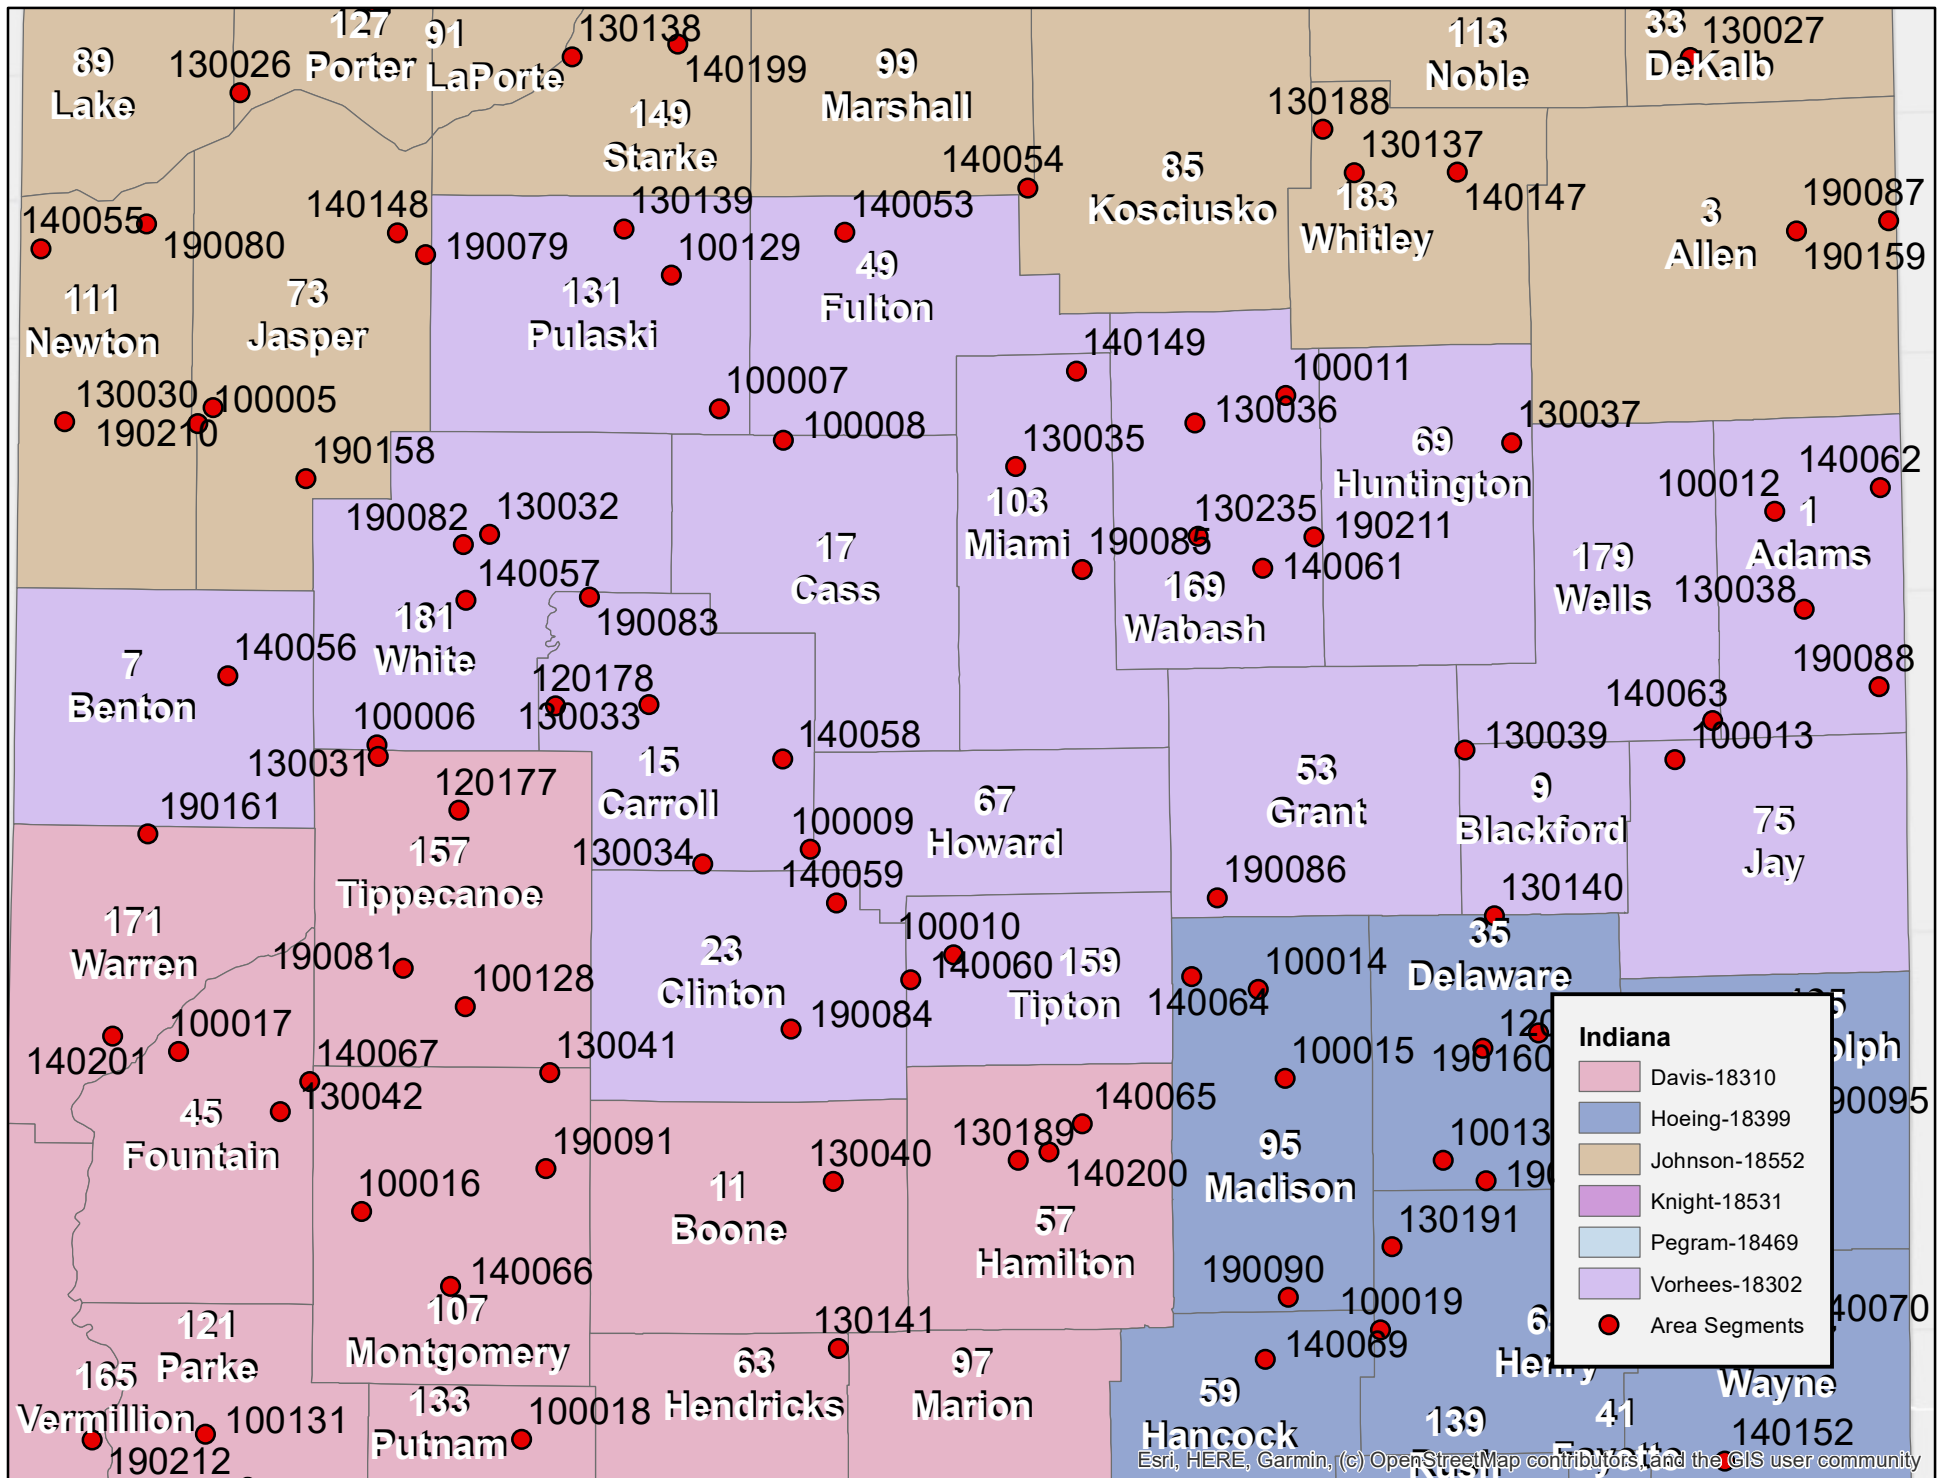 127
91
130138
33
130027
113
89
130026
Porter
LaPorte
140199
99
Noble
DeKalb
Lake
Marshall
130188
149
Starke
140054
85
130137
Kosciusko
183
140147
190087
140055
140148
130139
140053
3
Whitley
Allen
190080
190079
100129
49
190159
111
73
131
Fulton
Newton
Jasper
Pulaski
140149
130030
100005
100007
100011
190210
100008
130036
130037
190158
130035
69
140062
Huntington
100012
190082
130032
103
130235
1
Miami
190085
190211
17
Adams
140057
Cass
140061
179
181
190083
169
Wells
130038
White
Wabash
7
140056
190088
Benton
120178
100006
130033
140063
130031
140058
130039
100013
15
53
120177
Carroll
67
Grant
9
190161
100009
Howard
Blackford
75
157
130034
Jay
Tippecanoe
140059
190086
130140
171
100010
35
Warren
190081
23
140060
159
100014
Delaware
100128
Clinton
Tipton
140064
100017
190084
140201
140067
130041
100015
190160
130042
140065
45
190091
130189
95
Fountain
130040
140200
Madison
100016
11
57
130191
Boone
Hamilton
140066
190090
107
100019
121
130141
140069
Montgomery
Parke
63
97
Henry
165
Hendricks
Marion
59
Wayne
Vermillion
133
100018
139
41
100131
Putnam
Hancock
140152
190212
Rush
Fayette
Indiana
Davis-18310
Hoeing-18399
Johnson-18552
Knight-18531
Pegram-18469
Vorhees-18302
Area Segments
Esri, HERE, Garmin, (c) OpenStreetMap contributors, and the GIS user community